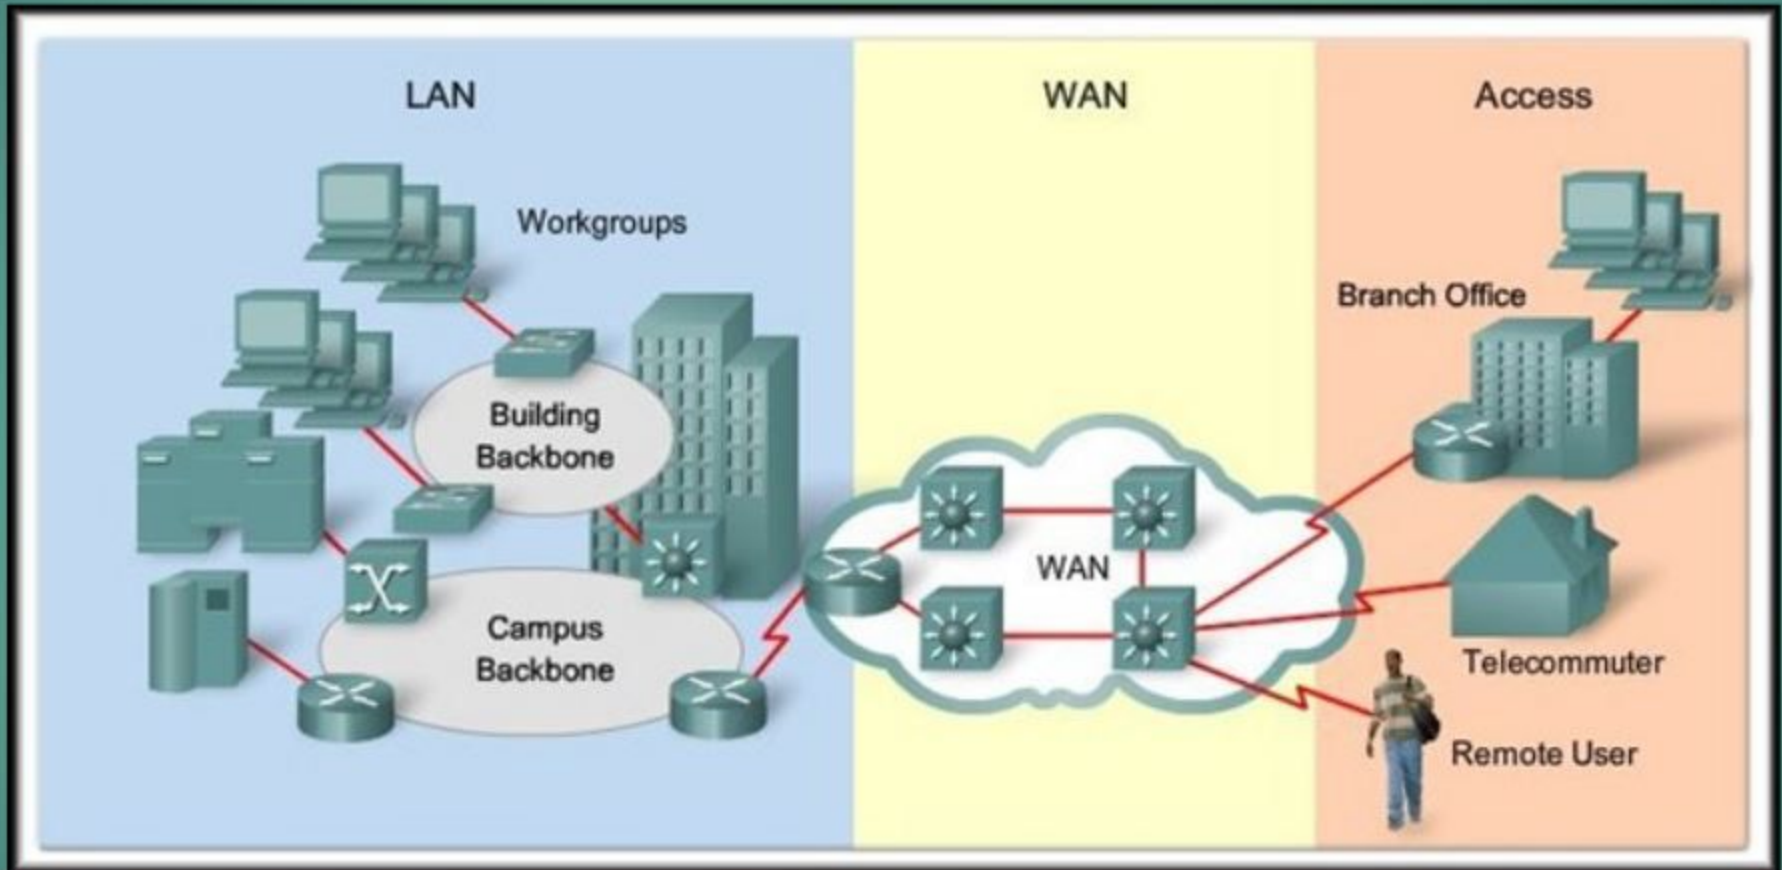 LAN
WAN
Access
Workgroups
Branch Office
Building
Backbone
WAN
Campus
Backbone
Telecommuter
Remote User